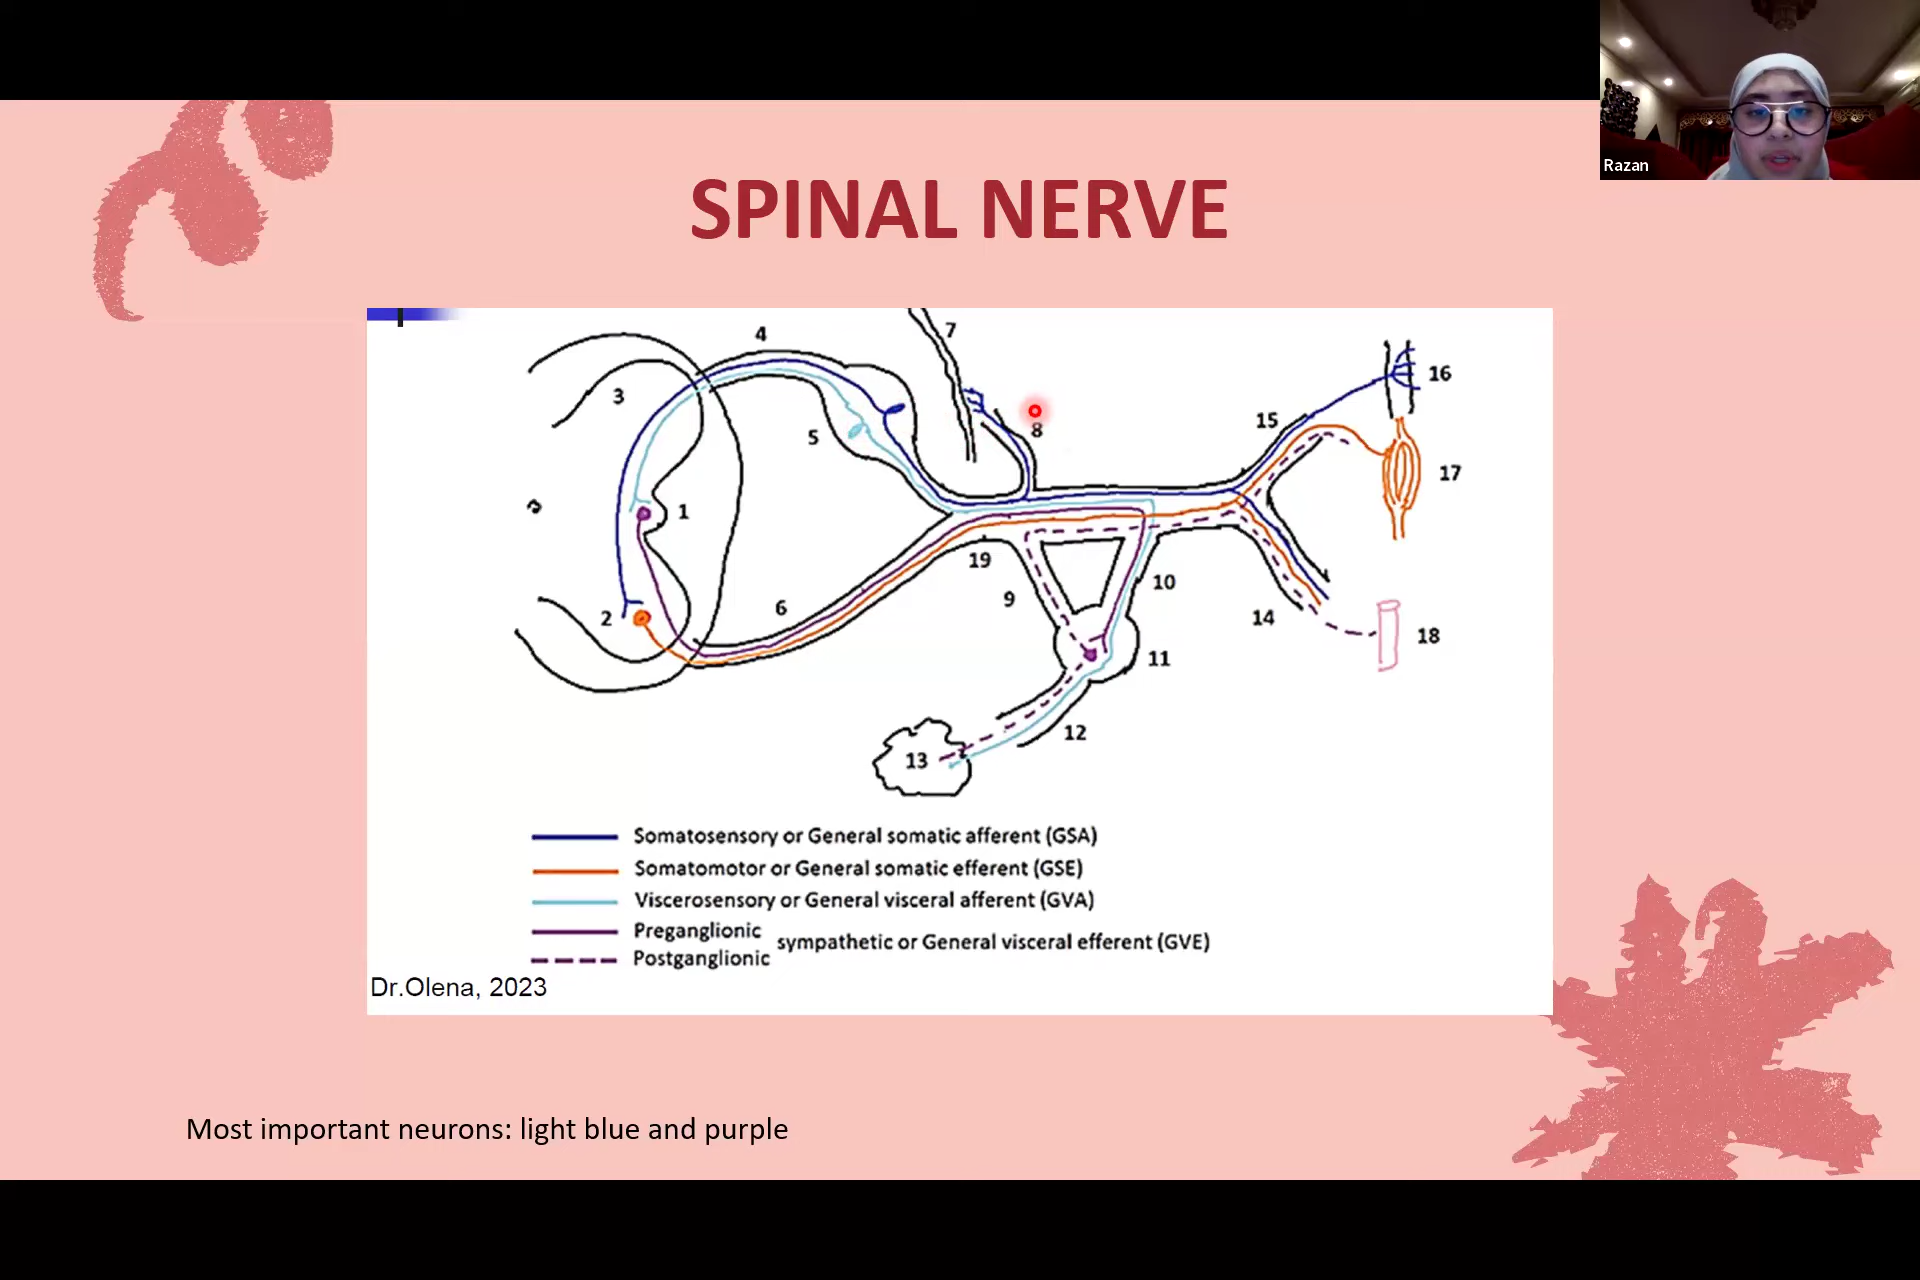 Razan
SPINAL NERVE
4
7
3
16
8
15
5
17
1
19
10
9
2
6
14
18
11
12
13
Somatosensory or General somatic afferent (GSA)
Somatomotor or General somatic efferent (GSE)
Viscerosensory or General visceral afferent (GVA)
Preganglionic
sympathetic or General visceral efferent (GVE)
Postganglionic
Dr.Olena, 2023
Most important neurons: light blue and purple